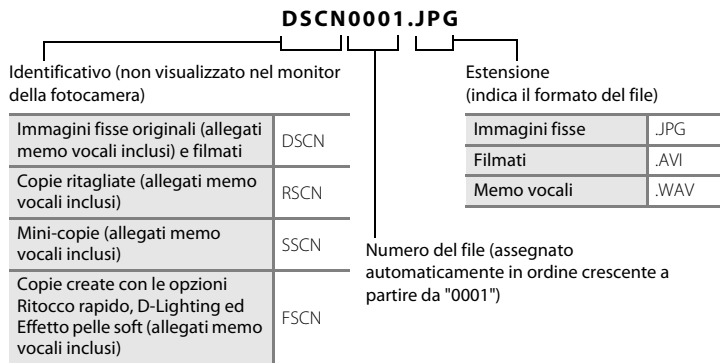 DSCN0001.JPG
Identificativo (non visualizzato nel monitor
della fotocamera)
Immagini fisse originali (allegati
memo vocali inclusi) e filmati
DSCN
Copie ritagliate (allegati memo
vocali inclusi)
RSCN
Mini-copie (allegati memo
vocali inclusi)
SSCN
Copie create con le opzioni
Ritocco rapido, D-Lighting ed
Effetto pelle soft (allegati memo
vocali inclusi)
FSCN
Estensione
(indica il formato del file)
Immagini fisse .JPG
Filmati .AVI
Memo vocali .WAV
Numero del file (assegnato
automaticamente in ordine crescente a
partire da "0001")